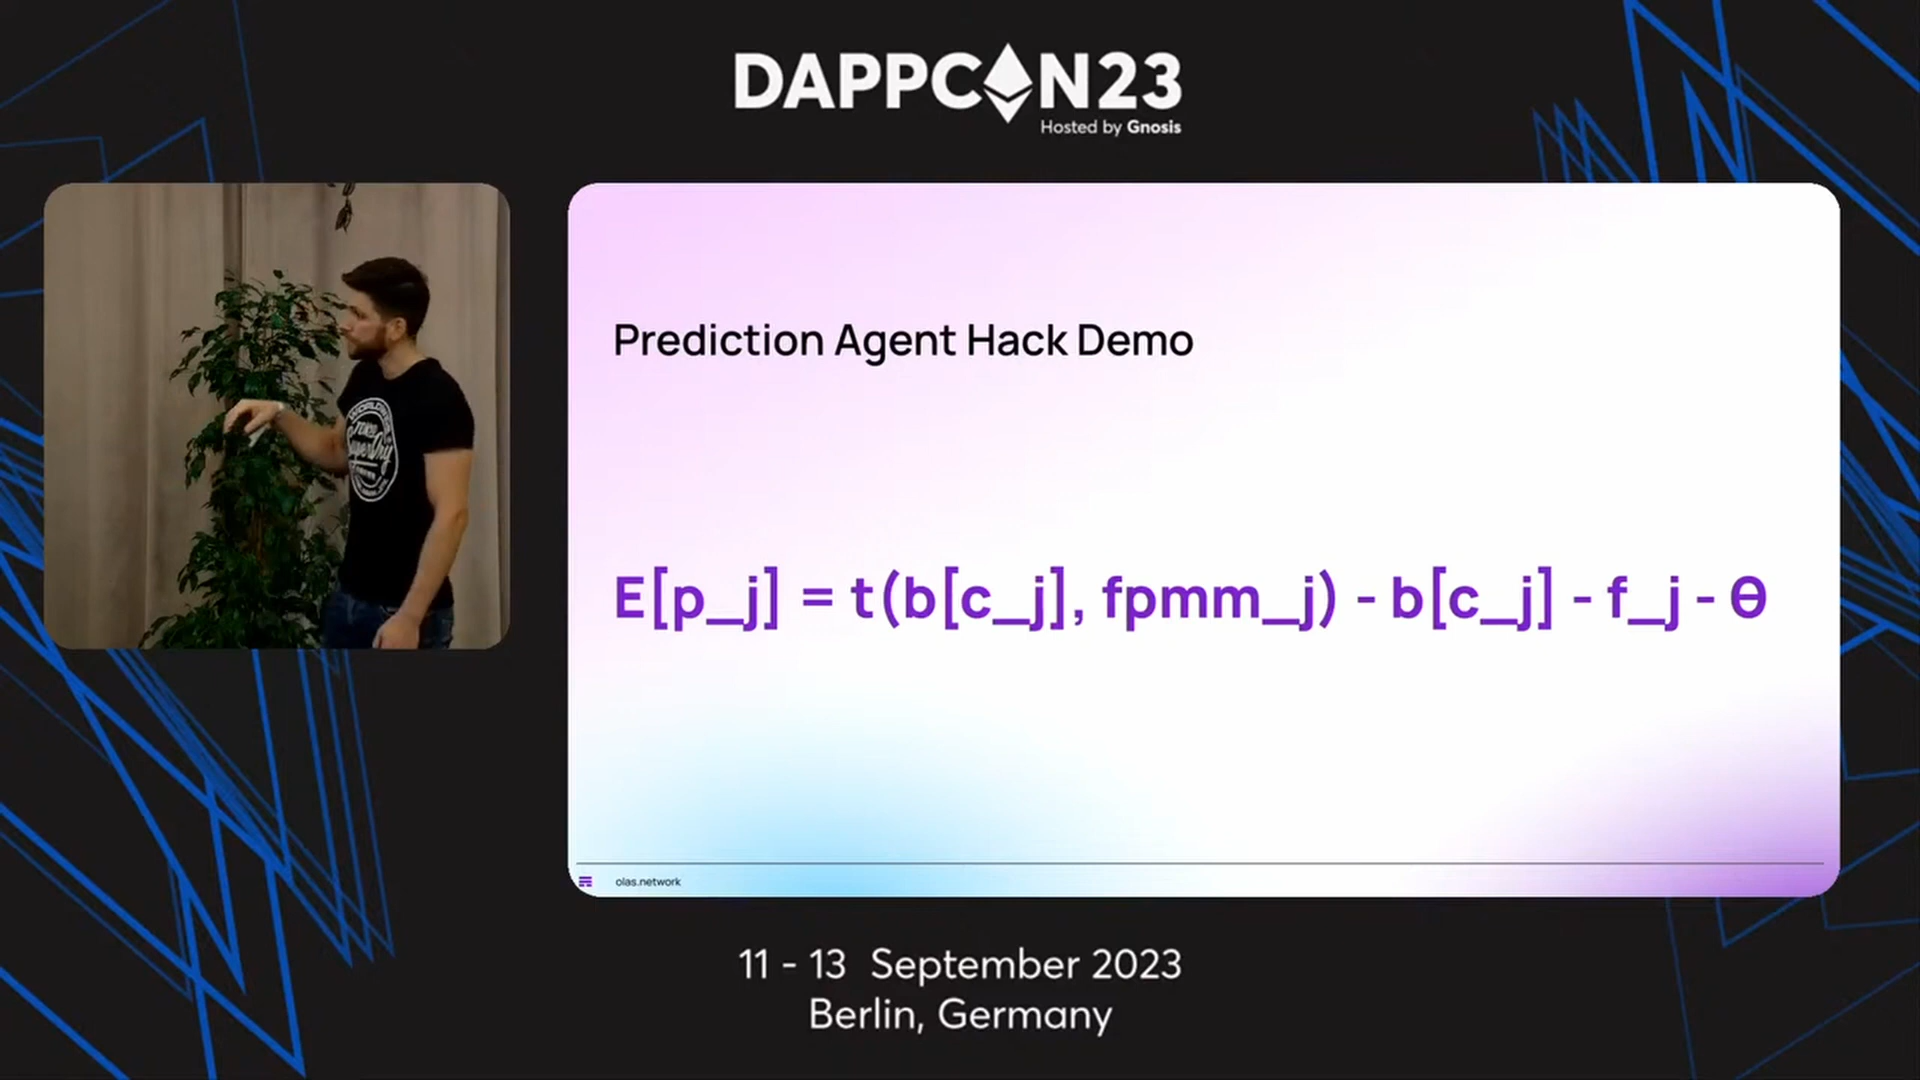 DAPPCON23
Hosted by Gnosis
Prediction Agent Hack Demo
E[p_j] = t(b[c_j], fpmm_j) - b[c_j] - f_j - θ
olas.network
11 - 13 September 2023
Berlin, Germany